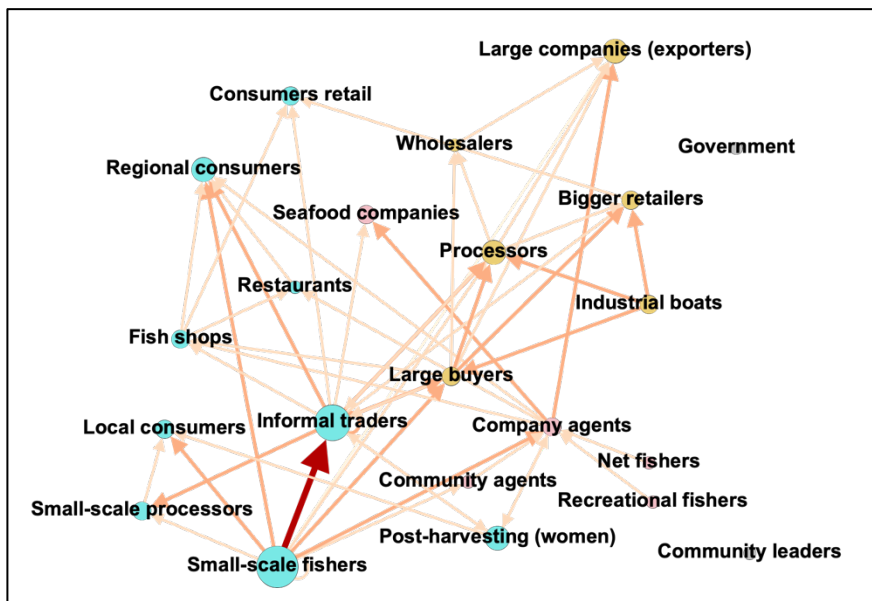 Large companies (exporters)
Consumers retail
Wholesalers
Government
Regional consumers
Bigger retailers
Seafood companies
Processors
Restaurants
Industrial boats
Fish shops
Large buyers
Informal traders
Local consumers
Company agents
Net fishers
Community agents
Recreational fishers
Small-scale processors
Post-harvesting (women)
Community leaders
Small-scale fishers